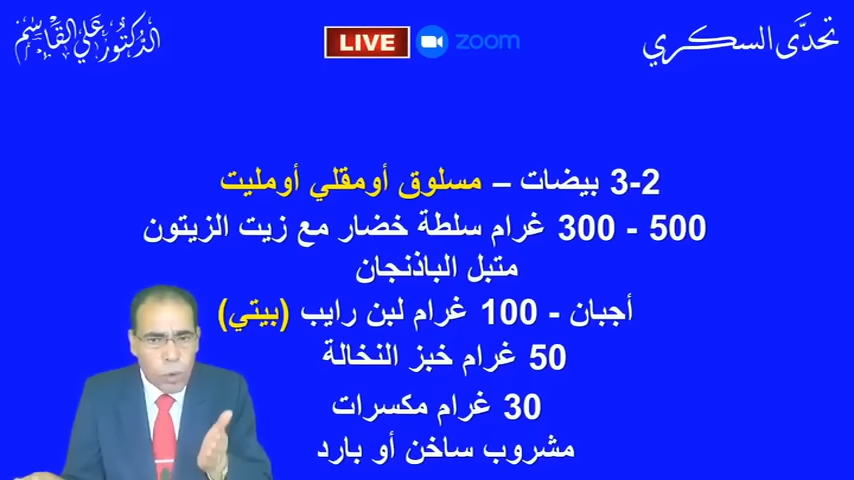 تحدَّى السكري
LIVE
zoom
الدكتور علي القاسم
3-2 بيضات – مسلوق أومقلي أومليت
500 - 300 غرام سلطة خضار مع زيت الزيتون
متبل الباذنجان
أجبان - 100 غرام لبن رايب (بيتي)
50 غرام خبز النخالة
30 غرام مكسرات
مشروب ساخن أو بارد